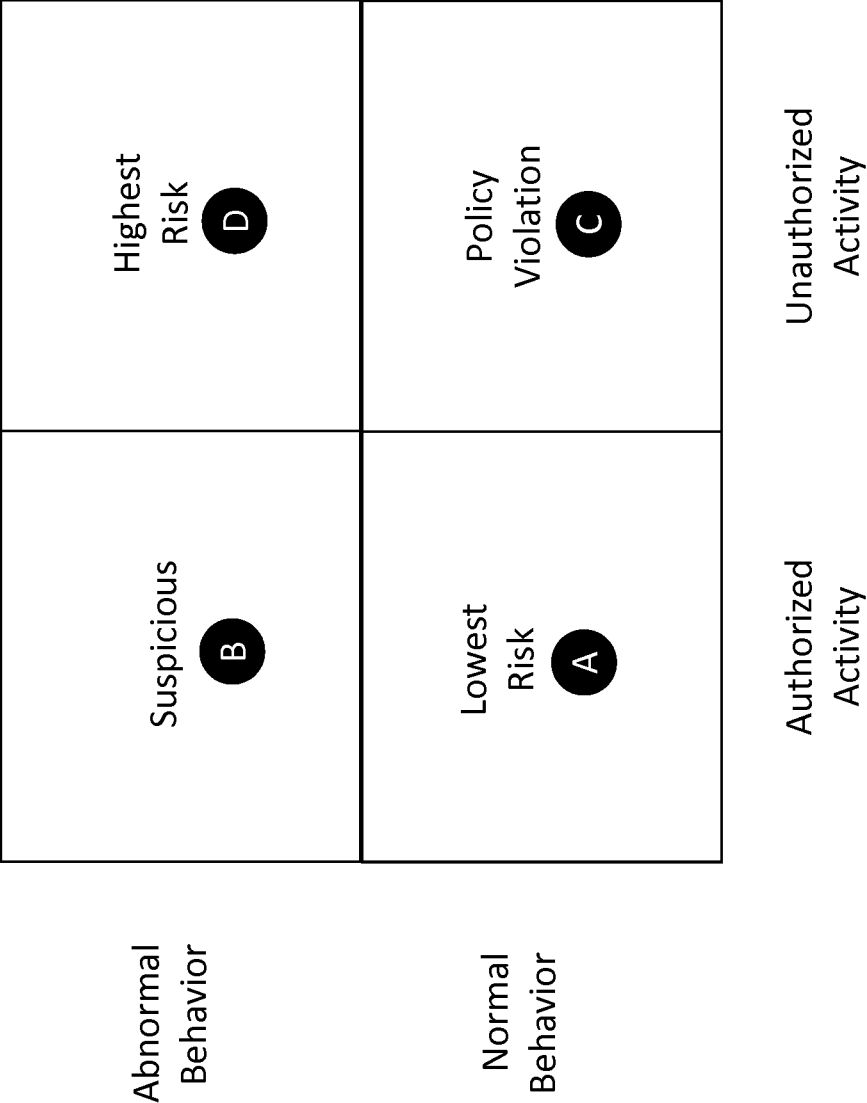 Abnormal
Behavior
Suspicious
B
Highest
Risk
D
Normal
Behavior
Lowest
Risk
A
Policy
Violation
C
Authorized
Activity
Unauthorized
Activity